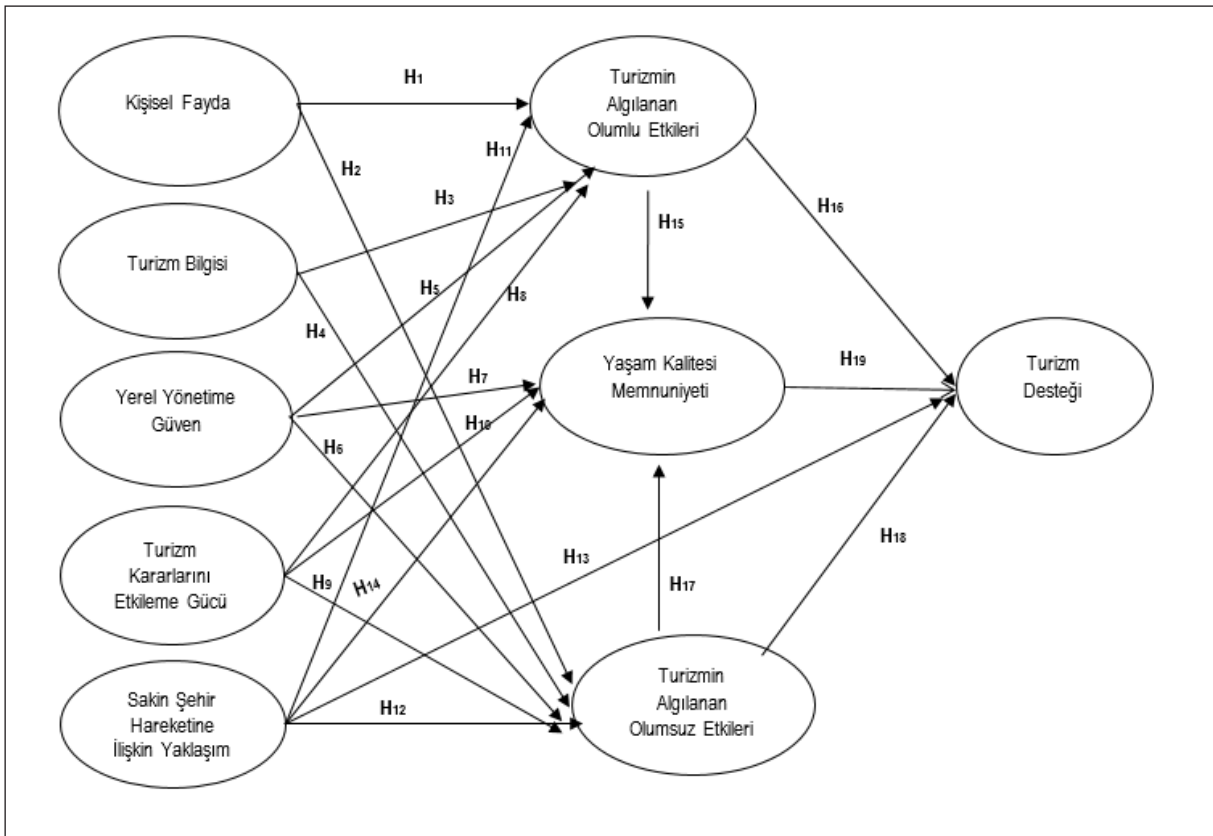 Kişisel Fayda
H1
Turizmin
Algılanan
Olumlu Etkileri
H11
H2
H3
H16
H15
Turizm Bilgisi
H5
H8
H4
Yaşam Kalitesi
Memnuniyeti
H19
Turizm
Desteği
H7
Yerel Yönetime
Güven
H10
H6
H18
Turizm
Kararlarını
Etkileme Gücü
H9
H14
H13
H17
Sakin Şehir
Hareketine
İlişkin Yaklaşım
H12
Turizmin
Algılanan
Olumsuz Etkileri